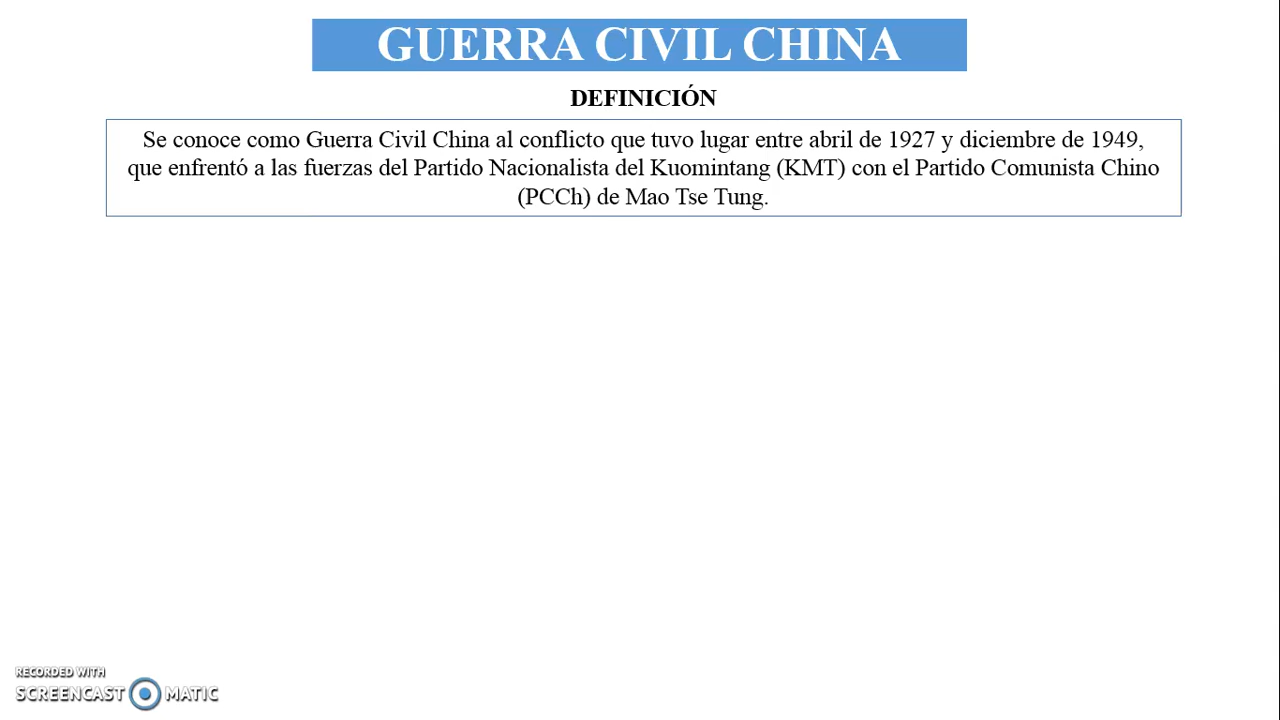 GUERRA CIVIL CHINA
DEFINICIÓN
Se conoce como Guerra Civil China al conflicto que tuvo lugar entre abril de 1927 y diciembre de 1949,
que enfrentó a las fuerzas del Partido Nacionalista del Kuomintang (KMT) con el Partido Comunista Chino
(PCCh) de Mao Tse Tung.
RECORDED WITH
SCREENCAST MATIC